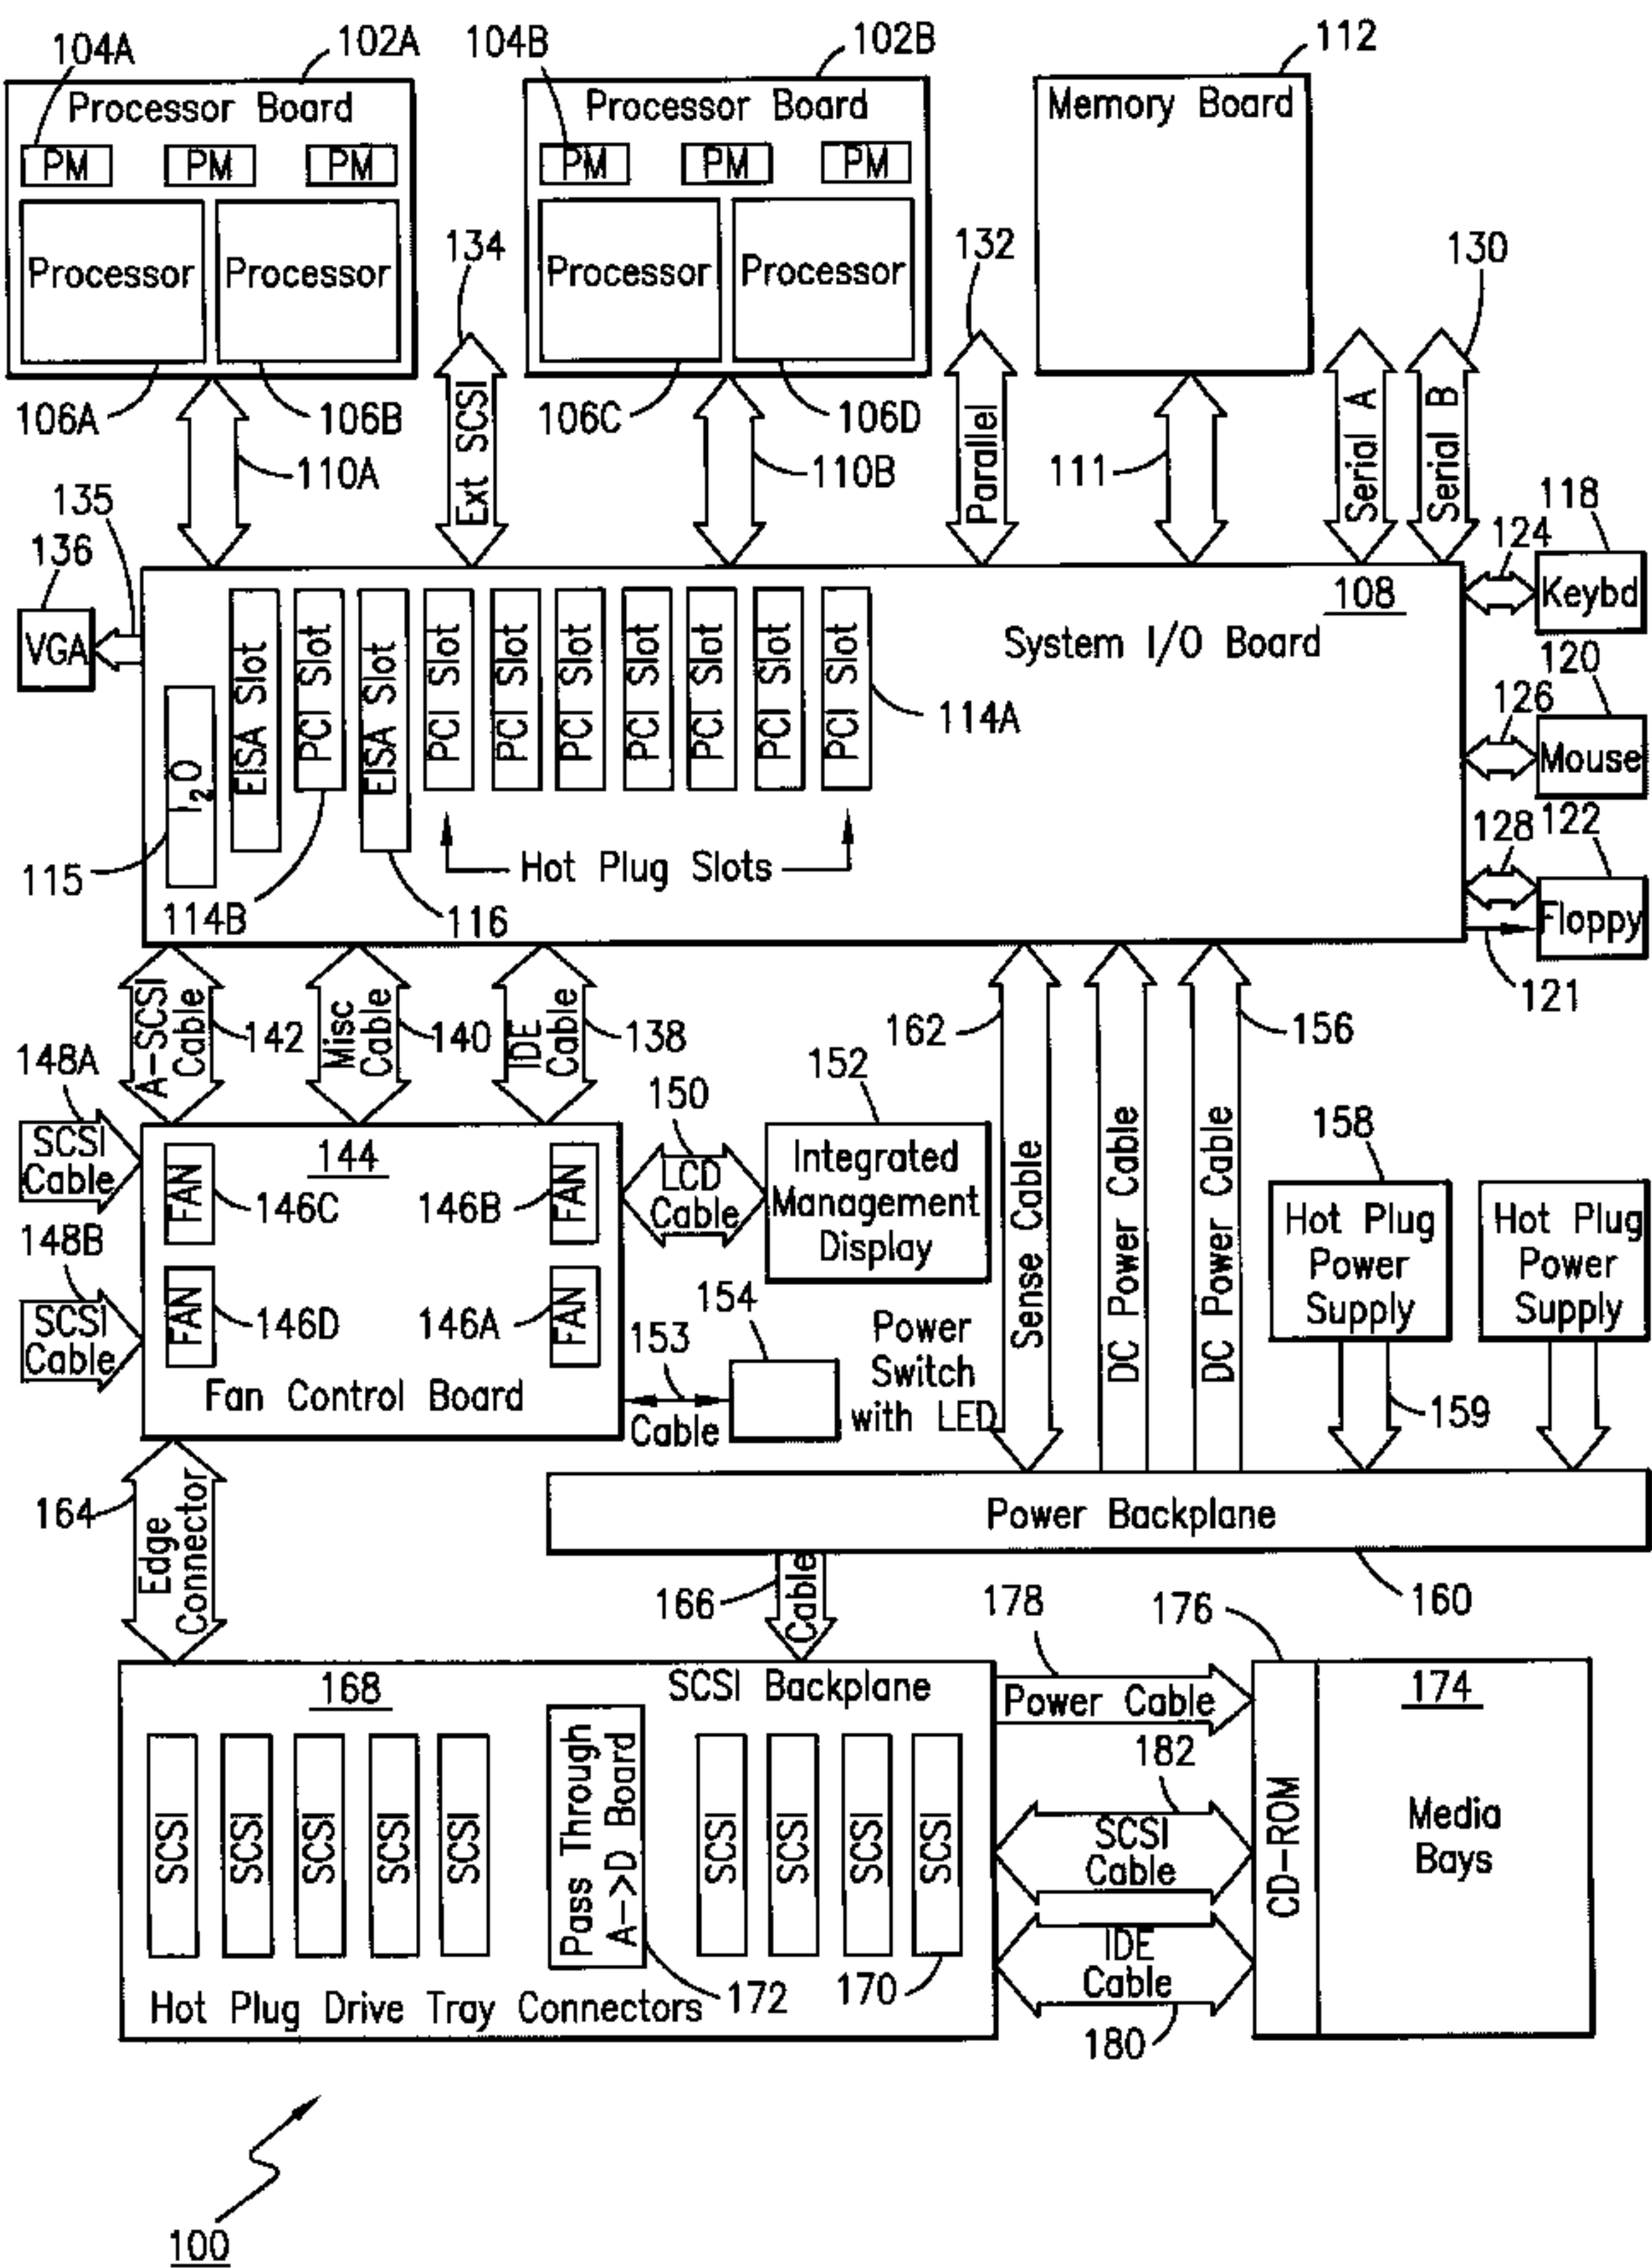 104A
102A
104B
102B
112
Processor Board
PM PM PM
Processor Processor
Processor Board
PM PM PM
Processor Processor
Memory Board
134
132
130
106A
106B
106C
106D
110A
Ext SCSI
110B
Parallel
111
Serial A
Serial B
135
136
VGA
124
118
Keybd
120
126
Mouse
128
122
Floppy
121
108
System I/O Board
I2O
EISA Slot
PCI Slot
EISA Slot
PCI Slot
PCI Slot
PCI Slot
PCI Slot
PCI Slot
PCI Slot
PCI Slot
114A
Hot Plug Slots
115
114B
116
A-SCSI
Cable
142
Misc
Cable
140
IDE
Cable
138
162
156
148A
SCSI
Cable
148B
SCSI
Cable
144
FAN
146C
146B
FAN
FAN
146D
146A
FAN
Fan Control Board
150
LCD
Cable
152
Integrated
Management
Display
153
Cable
154
Power
Switch
with LED
Sense Cable
DC Power Cable
DC Power Cable
158
Hot Plug
Power
Supply
Hot Plug
Power
Supply
159
Power Backplane
160
164
Edge
Connector
166
Cable
168
SCSI Backplane
SCSI
SCSI
SCSI
SCSI
SCSI
Pass Through
A->D Board
SCSI
SCSI
SCSI
SCSI
172
170
Hot Plug Drive Tray Connectors
178
Power Cable
182
SCSI
Cable
IDE
Cable
180
176
CD-ROM
174
Media
Bays
100